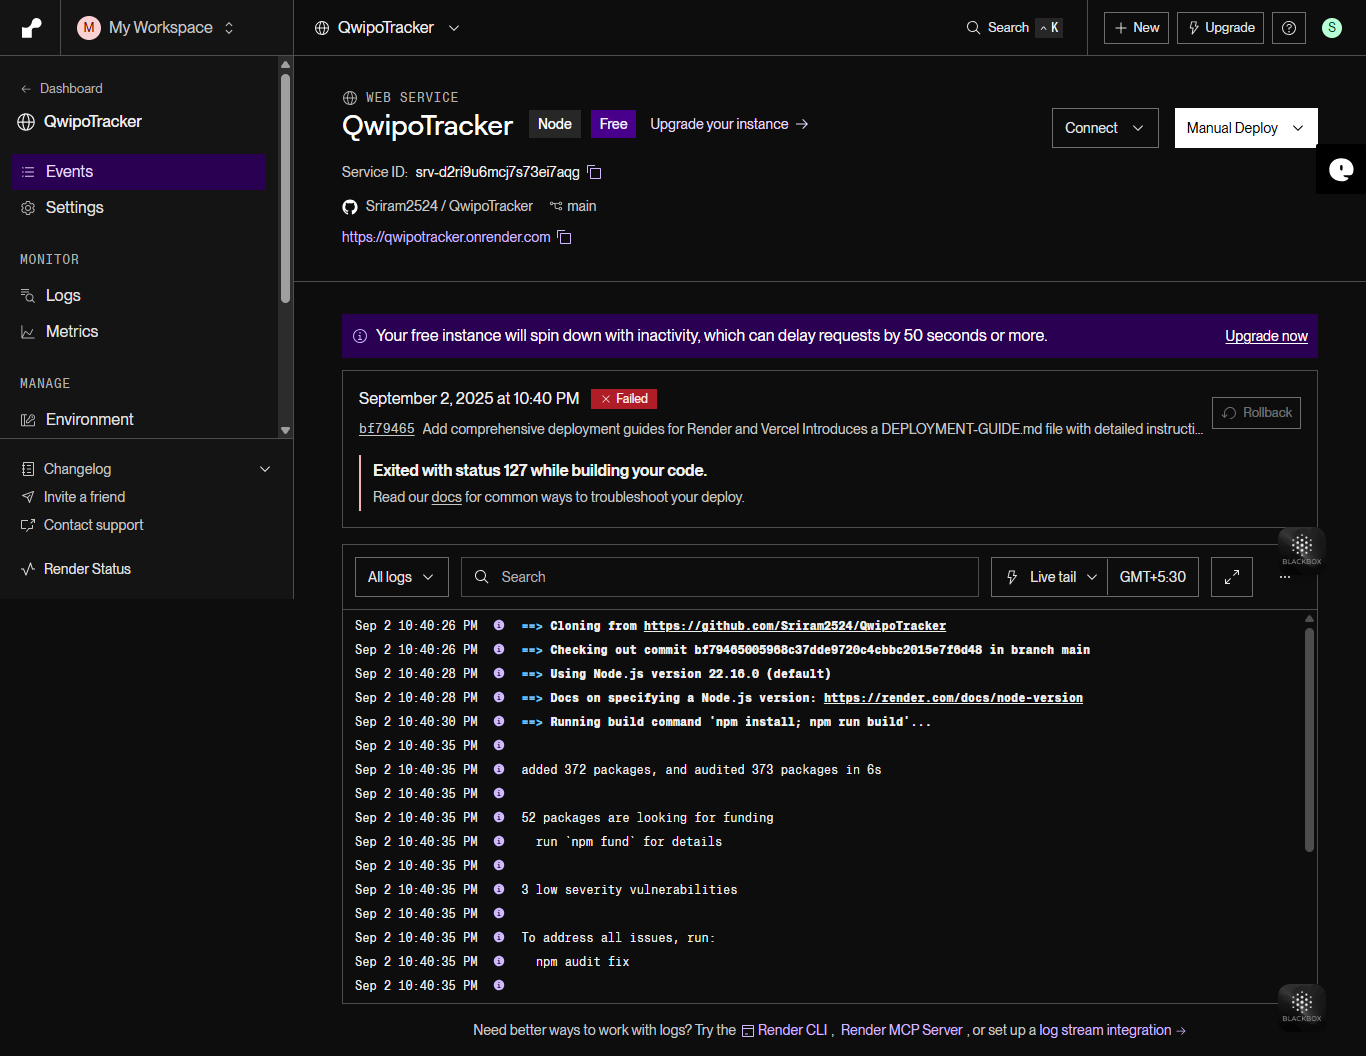 M My Workspace
QwipoTracker
Search ^ K
+ New
Upgrade
S
← Dashboard
QwipoTracker
Events
Settings
MONITOR
Logs
Metrics
MANAGE
Environment
Changelog
Invite a friend
Contact support
Render Status
WEB SERVICE
QwipoTracker Node Free Upgrade your instance →
Connect
Manual Deploy
Service ID: srv-d2ri9u6mcj7s73ei7aqg
Sriram2524 / QwipoTracker main
https://qwipotracker.onrender.com
Your free instance will spin down with inactivity, which can delay requests by 50 seconds or more. Upgrade now
September 2, 2025 at 10:40 PM × Failed
Rollback
bf79465 Add comprehensive deployment guides for Render and Vercel Introduces a DEPLOYMENT-GUIDE.md file with detailed instructi...
Exited with status 127 while building your code.
Read our docs for common ways to troubleshoot your deploy.
BLACKBOX
All logs Search Live tail GMT+5:30 ...
Sep 2 10:40:26 PM ==> Cloning from https://github.com/Sriram2524/QwipoTracker
Sep 2 10:40:26 PM ==> Checking out commit bf79465005968c37dde9720c4cbbc2015e7f6d48 in branch main
Sep 2 10:40:28 PM ==> Using Node.js version 22.16.0 (default)
Sep 2 10:40:28 PM ==> Docs on specifying a Node.js version: https://render.com/docs/node-version
Sep 2 10:40:30 PM ==> Running build command 'npm install; npm run build'...
Sep 2 10:40:35 PM
Sep 2 10:40:35 PM added 372 packages, and audited 373 packages in 6s
Sep 2 10:40:35 PM
Sep 2 10:40:35 PM 52 packages are looking for funding
Sep 2 10:40:35 PM run `npm fund` for details
Sep 2 10:40:35 PM
Sep 2 10:40:35 PM 3 low severity vulnerabilities
Sep 2 10:40:35 PM
Sep 2 10:40:35 PM To address all issues, run:
Sep 2 10:40:35 PM npm audit fix
Sep 2 10:40:35 PM
BLACKBOX
Need better ways to work with logs? Try the Render CLI , Render MCP Server , or set up a log stream integration →